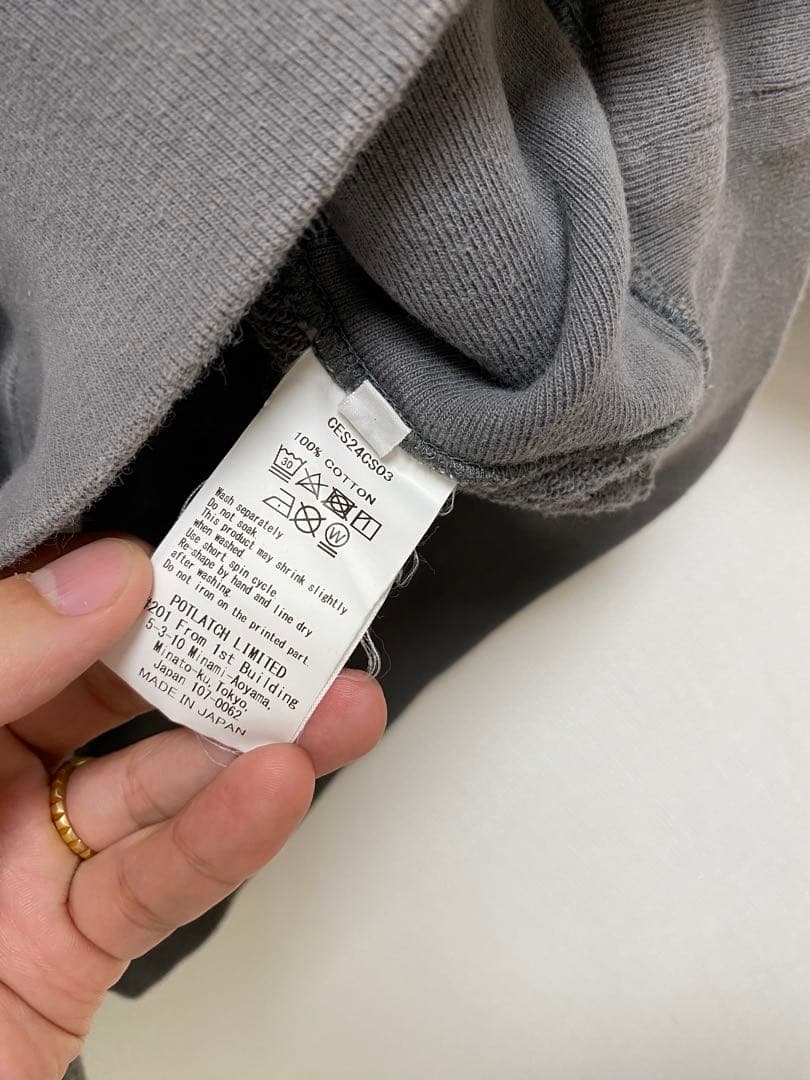 CES24CS03
100% COTTON
30
W
Wash separately
Do not soak.
This product may shrink slightly
when washed.
Use short spin cycle.
Re-shape by hand and line dry
after washing.
Do not iron on the printed part.
POTLATCH LIMITED
#201 From 1st Building
5-3-10 Minami-Aoyama,
Minato-ku, Tokyo,
Japan 107-0062
MADE IN JAPAN